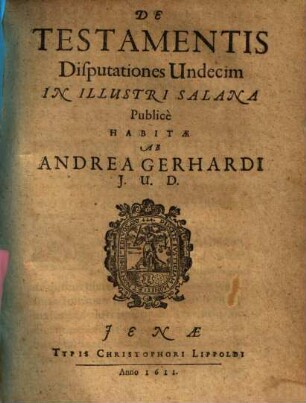 DE
TESTAMENTIS
Disputationes Undecim
IN ILLUSTRI SALANA
Publicè
HABITÆ
AB
ANDREA GERHARDI
J. U. D.
JENÆ
TYPIS CHRISTOPHORI LIPPOLDI
Anno 1611.